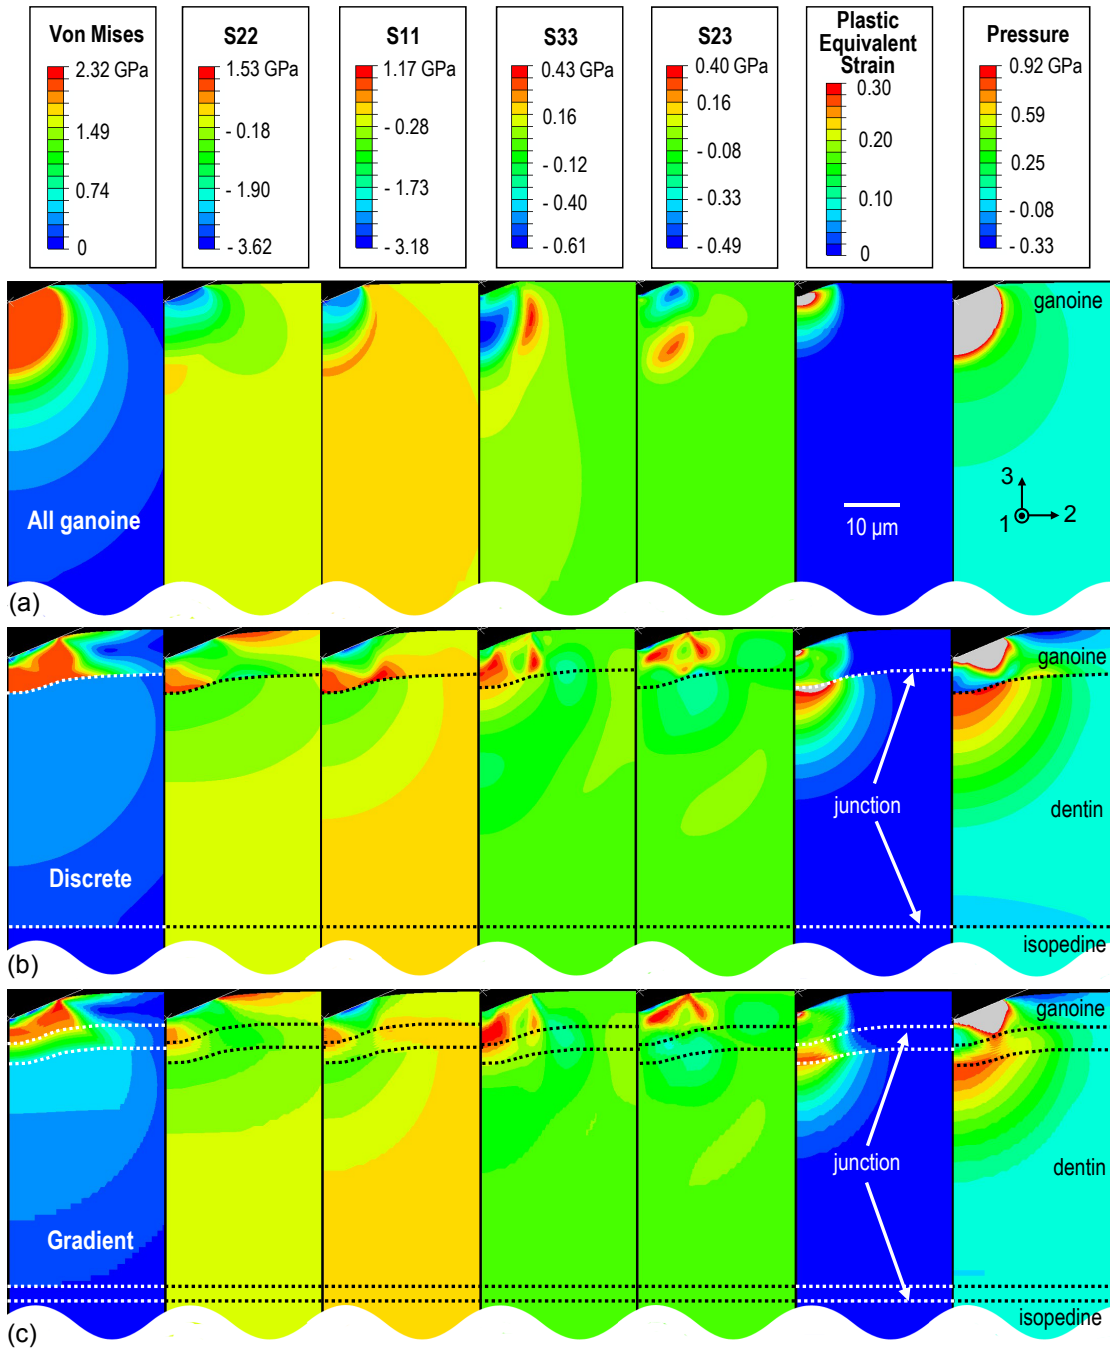 Von Mises
2.32 GPa
1.49
0.74
0
S22
1.53 GPa
- 0.18
- 1.90
- 3.62
S11
1.17 GPa
- 0.28
- 1.73
- 3.18
S33
0.43 GPa
0.16
- 0.12
- 0.40
- 0.61
S23
0.40 GPa
0.16
- 0.08
- 0.33
- 0.49
Plastic
Equivalent
Strain
0.30
0.20
0.10
0
Pressure
0.92 GPa
0.59
0.25
- 0.08
- 0.33
ganoine
3
1
2
10 µm
All ganoine
(a)
ganoine
junction
dentin
Discrete
isopedine
(b)
ganoine
junction
dentin
Gradient
isopedine
(c)